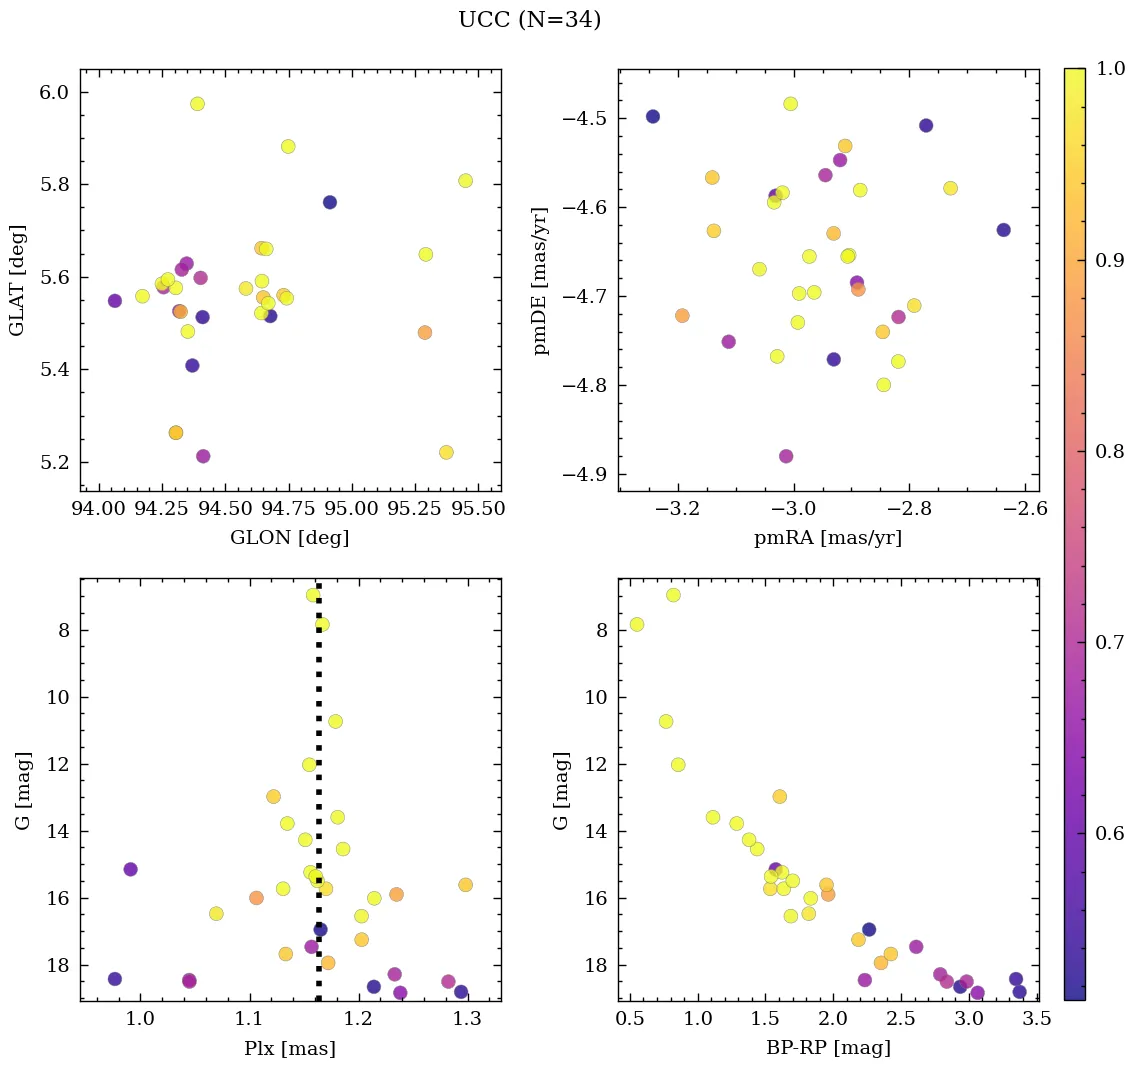 UCC (N=34)
6.0
5.8
5.6
5.4
5.2
GLAT [deg]
94.00 94.25 94.50 94.75 95.00 95.25 95.50
GLON [deg]
−4.5
−4.6
−4.7
−4.8
−4.9
pmDE [mas/yr]
−3.2 −3.0 −2.8 −2.6
pmRA [mas/yr]
8
10
12
14
16
18
G [mag]
1.0 1.1 1.2 1.3
Plx [mas]
8
10
12
14
16
18
G [mag]
0.5 1.0 1.5 2.0 2.5 3.0 3.5
BP-RP [mag]
1.0
0.9
0.8
0.7
0.6